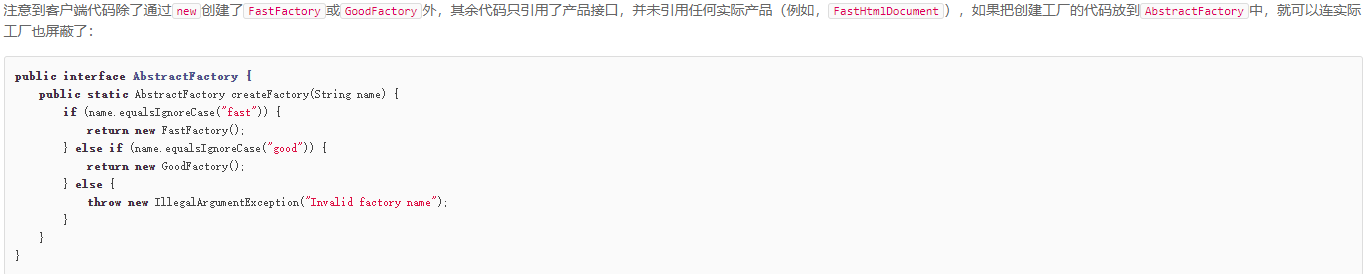 注意到客户端代码除了通过new创建了FastFactory或GoodFactory外，其余代码只引用了产品接口，并未引用任何实际产品（例如，FastHtmlDocument），如果把创建工厂的代码放到AbstractFactory中，就可以连实际
工厂也屏蔽了：
public interface AbstractFactory {
    public static AbstractFactory createFactory(String name) {
        if (name.equalsIgnoreCase("fast")) {
            return new FastFactory();
        } else if (name.equalsIgnoreCase("good")) {
            return new GoodFactory();
        } else {
            throw new IllegalArgumentException("Invalid factory name");
        }
    }
}